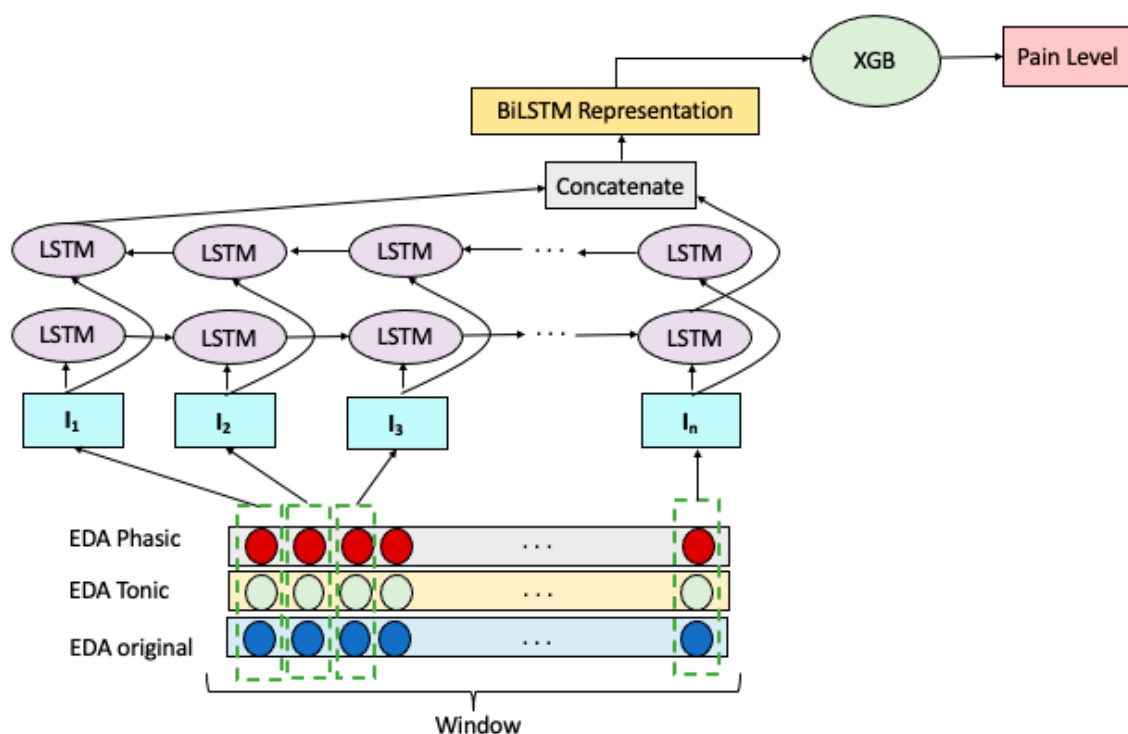 XGB
Pain Level
BiLSTM Representation
Concatenate
LSTM LSTM LSTM ... LSTM
LSTM LSTM LSTM ... LSTM
I₁ I₂ I₃ Iₙ
EDA Phasic ...
EDA Tonic ...
EDA original ...
Window